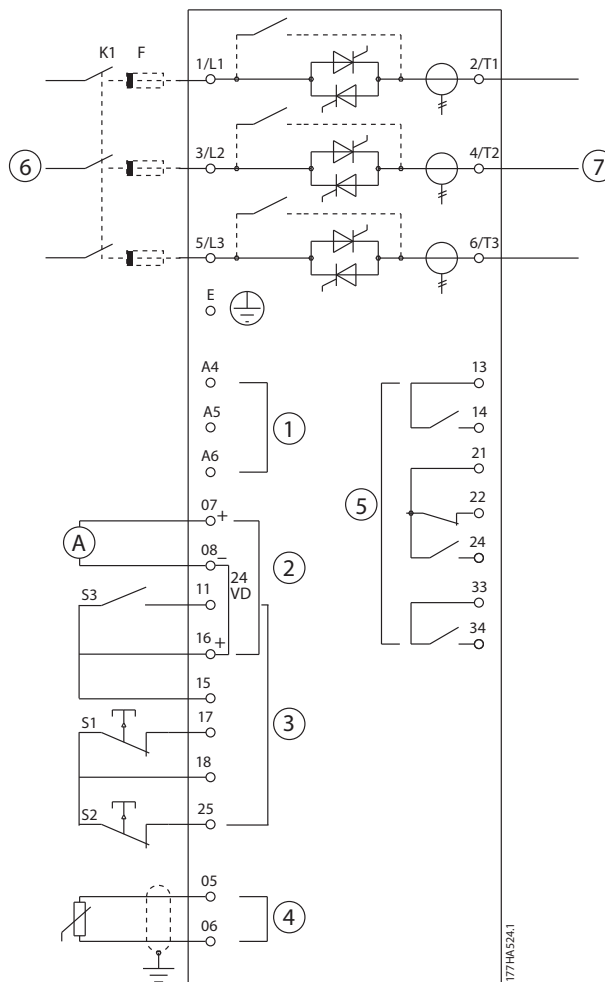 K1 F
1/L1 2/T1
6 3/L2 4/T2 7
5/L3 6/T3
E
A4 13
A5 1 14
A6 21
5 22
07 + 24
A 08 − 2
24
VD
S3 11 33
16 + 34
15
S1 17 3
18
S2 25
05
4
06
177HA524.1